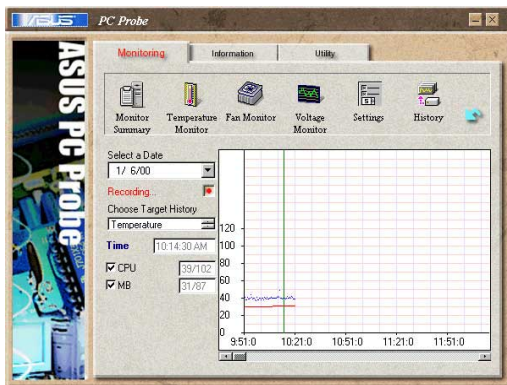 ASUS PC Probe
ASUS PC Probe
Monitoring Information Utility
Monitor Summary
Temperature Monitor
Fan Monitor
Voltage Monitor
Settings
History
Select a Date
1/ 6/00
Recording...
Choose Target History
Temperature
Time 10:14:30 AM
CPU 39/102
MB 31/87
120
100
80
60
40
20
0
9:51:0 10:21:0 10:51:0 11:21:0 11:51:0